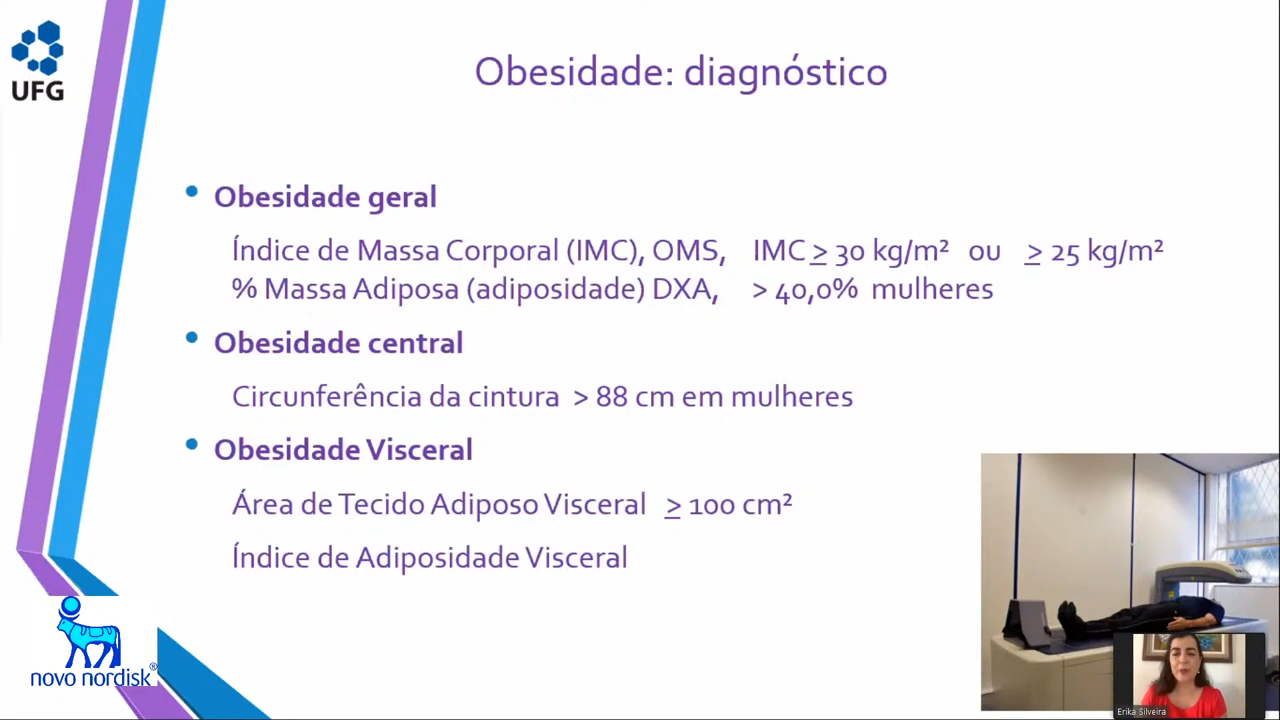 UFG
Obesidade: diagnóstico
• Obesidade geral
Índice de Massa Corporal (IMC), OMS, IMC ≥ 30 kg/m² ou ≥ 25 kg/m²
% Massa Adiposa (adiposidade) DXA, > 40,0% mulheres
• Obesidade central
Circunferência da cintura > 88 cm em mulheres
• Obesidade Visceral
Área de Tecido Adiposo Visceral ≥ 100 cm²
Índice de Adiposidade Visceral
novo nordisk®
Erika Silveira